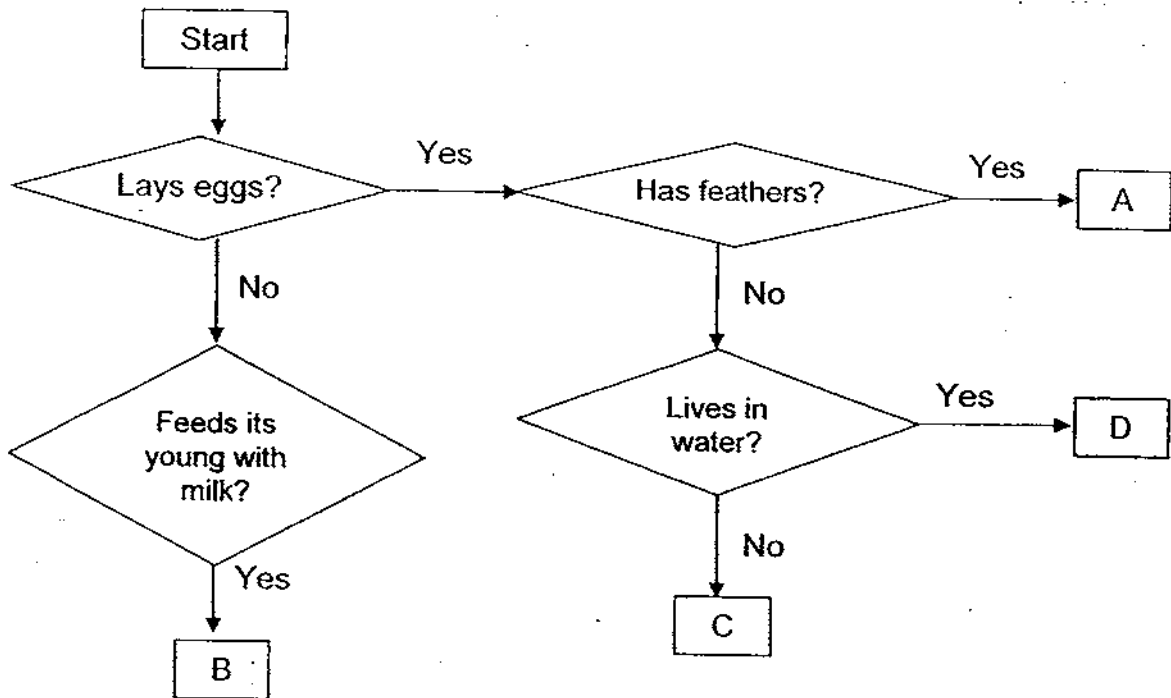 Start
Lays eggs?
Yes
Has feathers?
Yes
A
No
No
Feeds its
young with
milk?
Lives in
water?
Yes
D
Yes
No
B
C